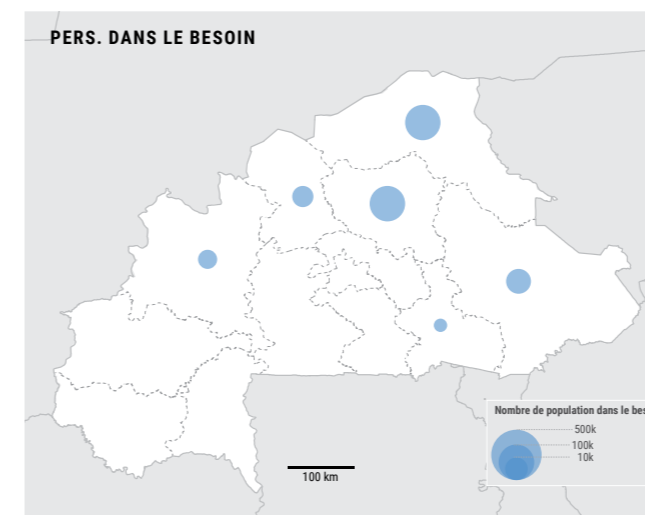 PERS. DANS LE BESOIN
Nombre de population dans le bes
500k
100k
10k
100 km